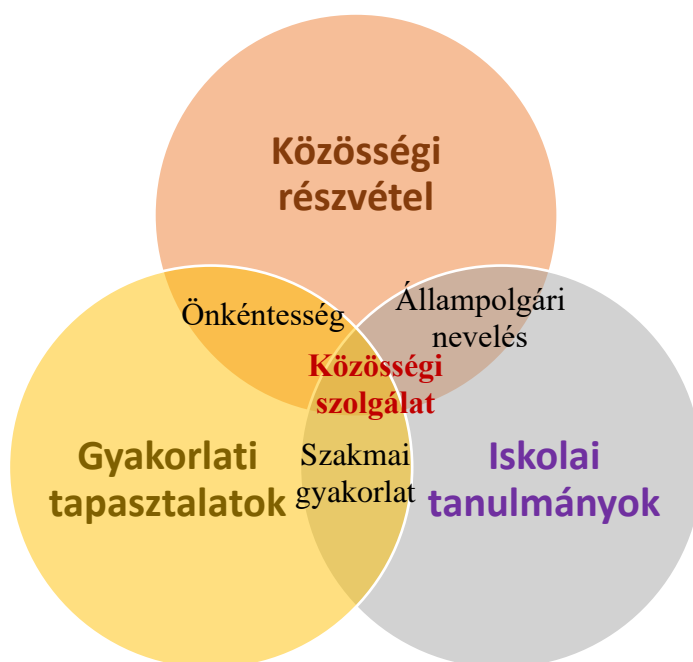 Közösségi
részvétel
Önkéntesség
Állampolgári
nevelés
Közösségi
szolgálat
Gyakorlati
tapasztalatok
Szakmai
gyakorlat
Iskolai
tanulmányok